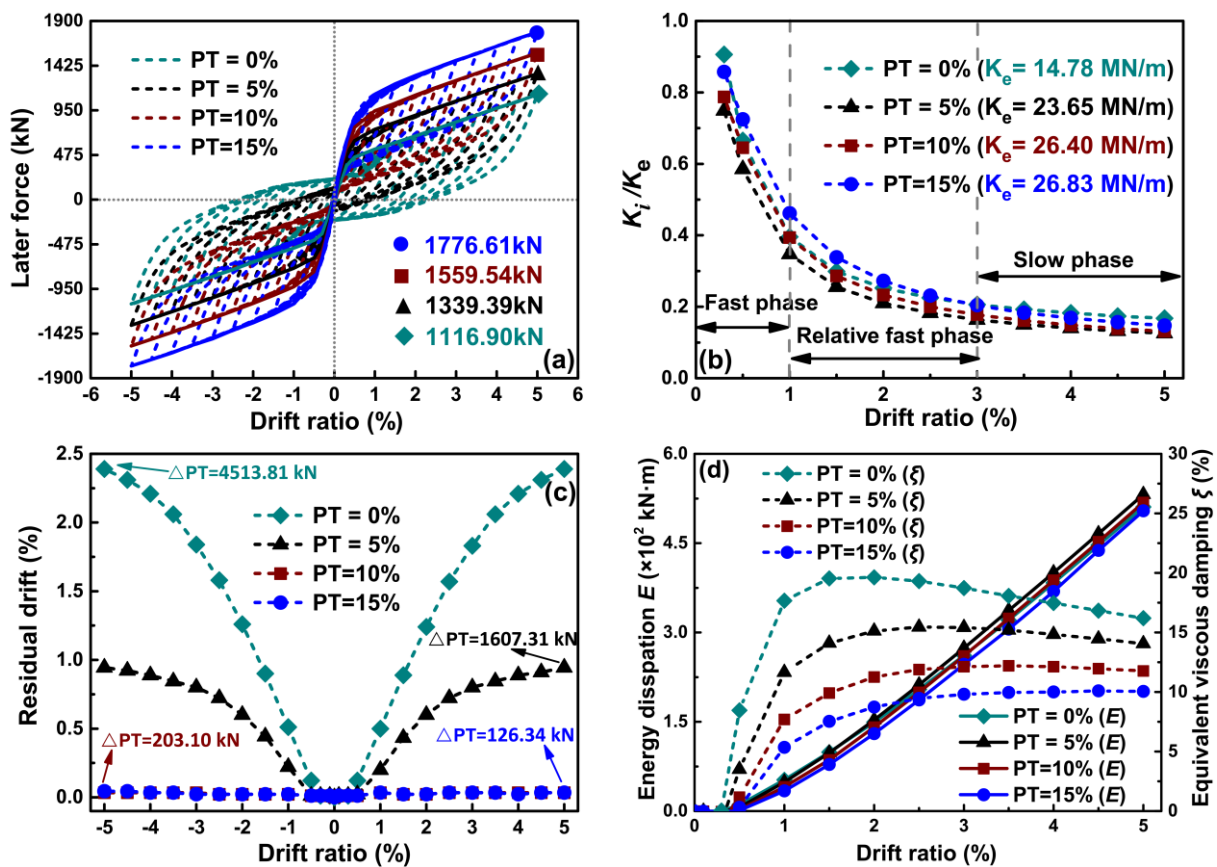 1900
1425
950
475
0
-475
-950
-1425
-1900
Later force (kN)
PT = 0%
PT = 5%
PT=10%
PT=15%
1776.61kN
1559.54kN
1339.39kN
1116.90kN
(a)
-6 -5 -4 -3 -2 -1 0 1 2 3 4 5 6
Drift ratio (%)
1.0
0.8
0.6
0.4
0.2
0.0
Ki/Ke
PT = 0% (Ke= 14.78 MN/m)
PT = 5% (Ke= 23.65 MN/m)
PT=10% (Ke= 26.40 MN/m)
PT=15% (Ke= 26.83 MN/m)
Fast phase
Relative fast phase
Slow phase
(b)
0 1 2 3 4 5
Drift ratio (%)
2.5
2.0
1.5
1.0
0.5
0.0
Residual drift (%)
△PT=4513.81 kN
(c)
PT = 0%
PT = 5%
PT=10%
PT=15%
△PT=1607.31 kN
△PT=203.10 kN
△PT=126.34 kN
-5 -4 -3 -2 -1 0 1 2 3 4 5
Drift ratio (%)
6.0
4.5
3.0
1.5
0.0
Energy disspation E (×10² kN·m)
(d)
PT = 0% (ξ)
PT = 5% (ξ)
PT=10% (ξ)
PT=15% (ξ)
PT = 0% (E)
PT = 5% (E)
PT=10% (E)
PT=15% (E)
30
25
20
15
10
5
0
Equivalent viscous damping ξ (%)
0 1 2 3 4 5
Drift ratio (%)